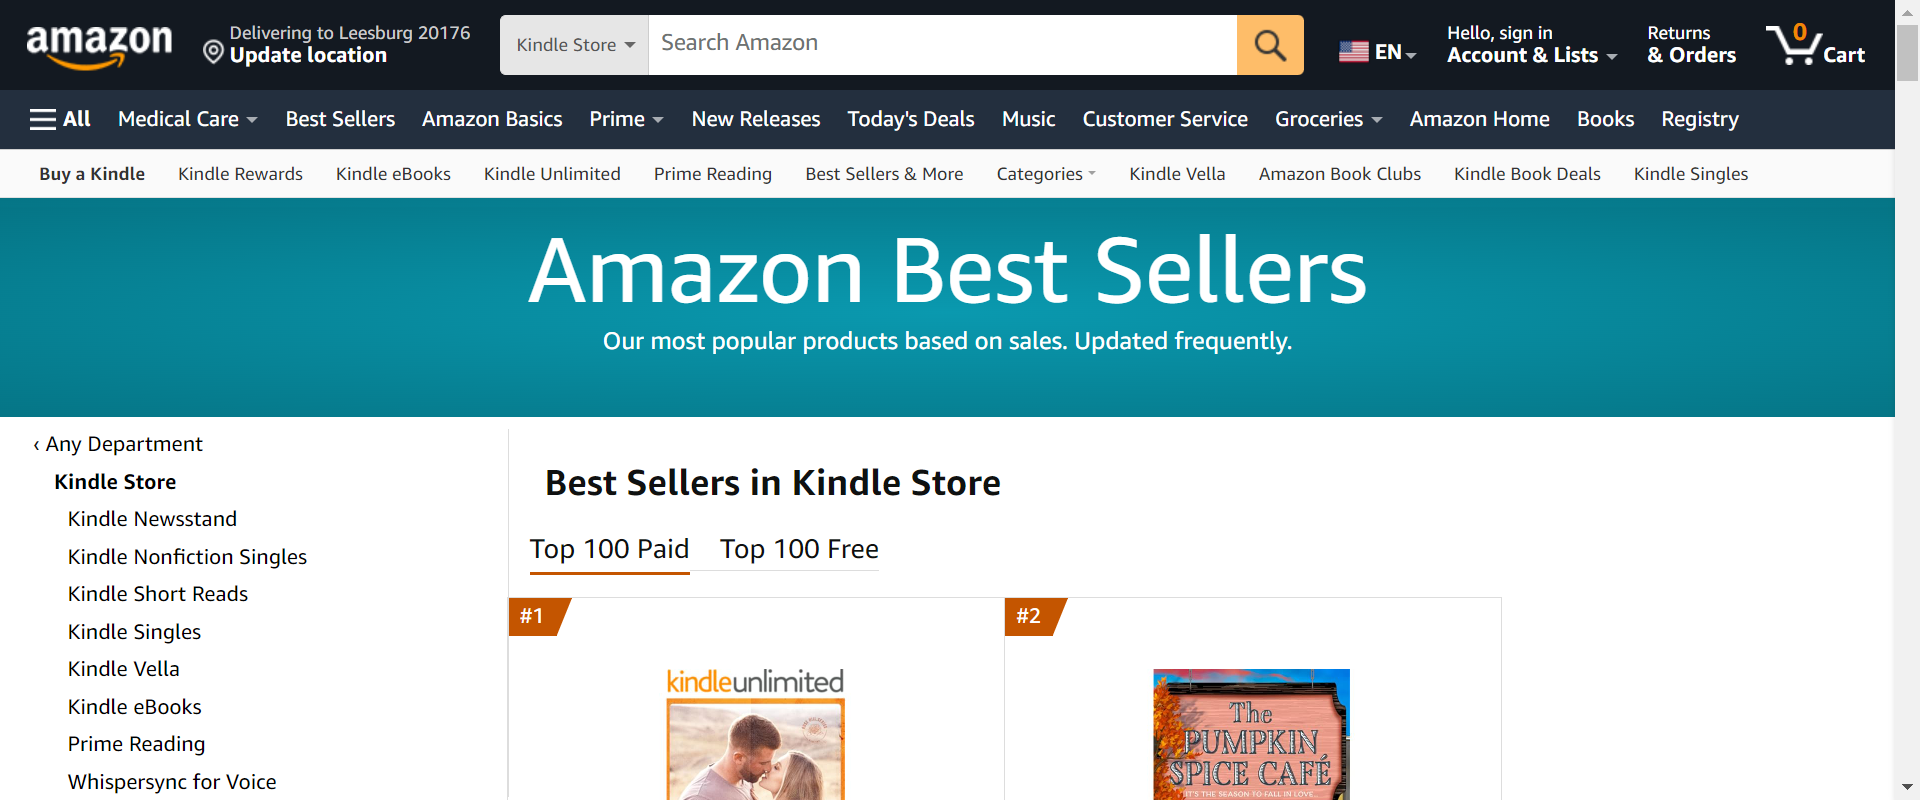 amazon
Delivering to Leesburg 20176
Update location
Kindle Store
Search Amazon
EN
Hello, sign in
Account & Lists
Returns
& Orders
0
Cart
All
Medical Care
Best Sellers
Amazon Basics
Prime
New Releases
Today's Deals
Music
Customer Service
Groceries
Amazon Home
Books
Registry
Buy a Kindle
Kindle Rewards
Kindle eBooks
Kindle Unlimited
Prime Reading
Best Sellers & More
Categories
Kindle Vella
Amazon Book Clubs
Kindle Book Deals
Kindle Singles
Amazon Best Sellers
Our most popular products based on sales. Updated frequently.
‹ Any Department
Kindle Store
Kindle Newsstand
Kindle Nonfiction Singles
Kindle Short Reads
Kindle Singles
Kindle Vella
Kindle eBooks
Prime Reading
Whispersync for Voice
Best Sellers in Kindle Store
Top 100 Paid
Top 100 Free
#1
kindleunlimited
#2
The
PUMPKIN
SPICE CAFÉ
IT'S THE SEASON TO FALL IN LOVE...